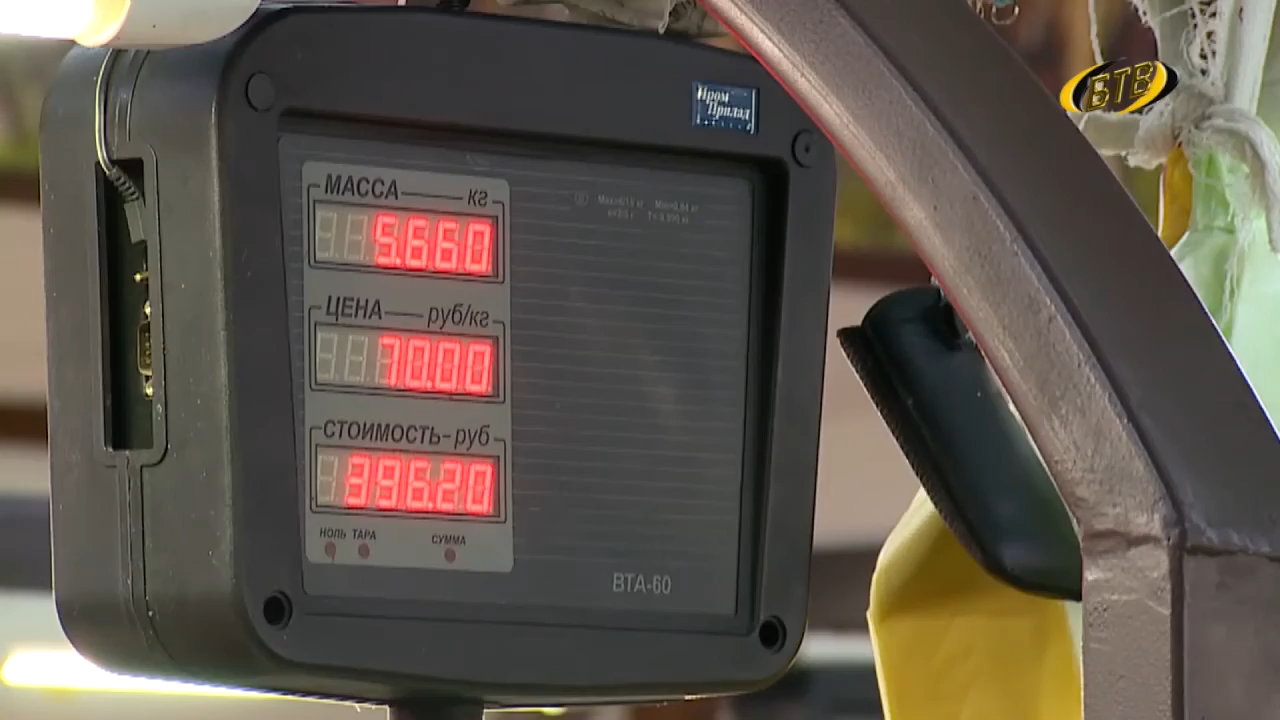 Пром
Прилад
БТВ
МАССА кг
5.660
ЦЕНА руб/кг
70.00
СТОИМОСТЬ-руб
396.20
НОЛЬ ТАРА СУММА
ВТА-60